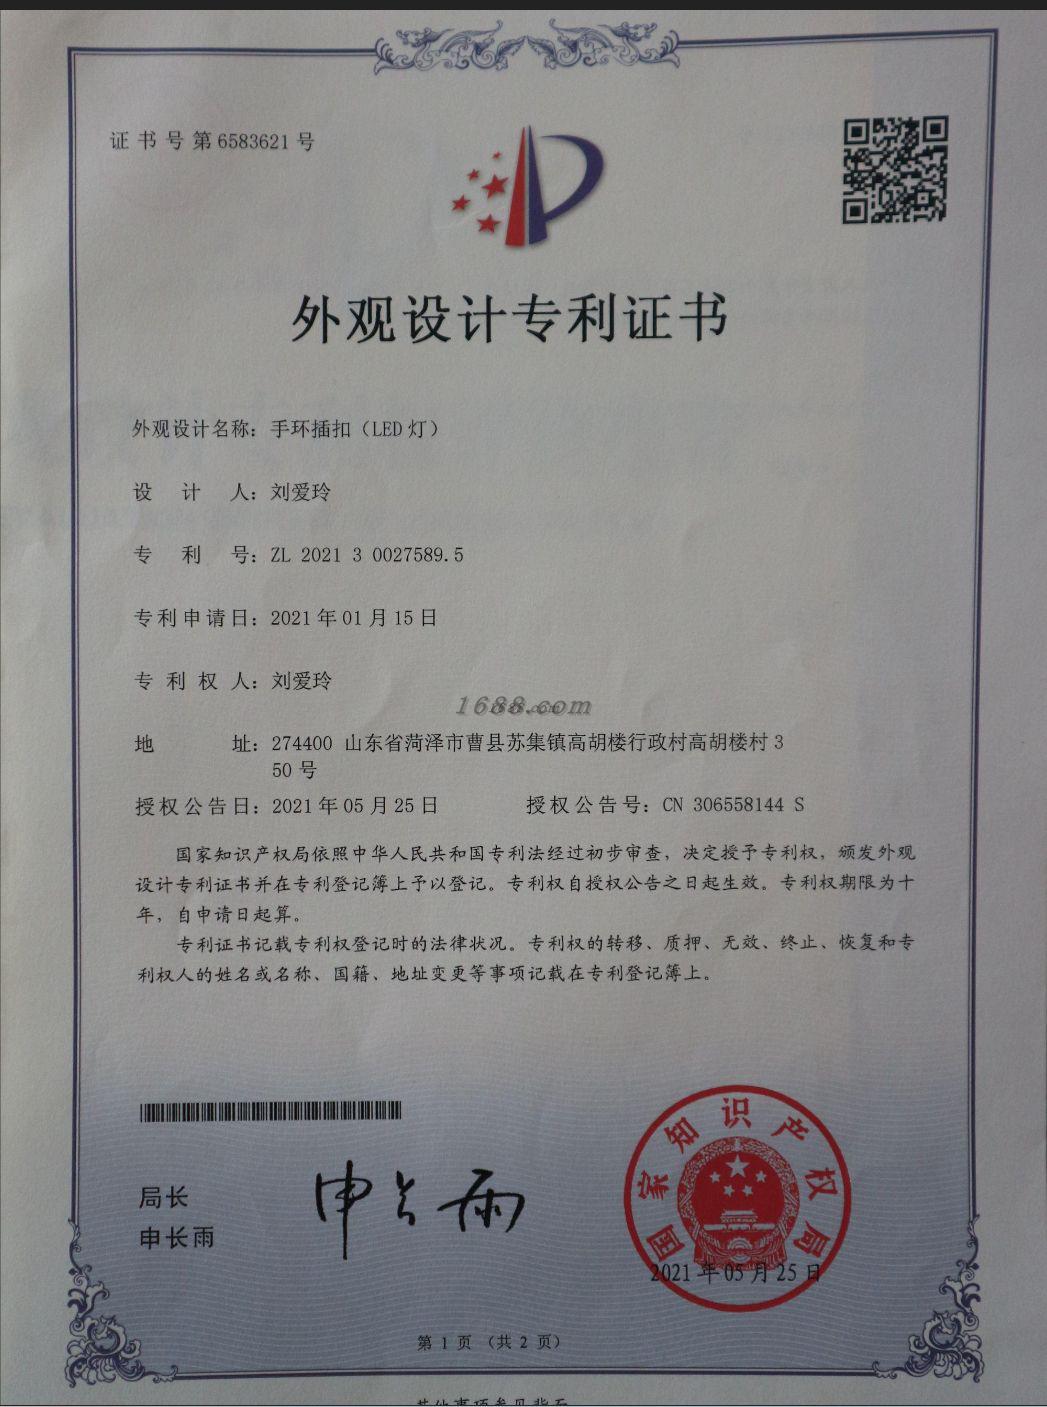 证书号第6583621号
外观设计专利证书
外观设计名称：手环插扣（LED灯）
设计人：刘爱玲
专利号：ZL 2021 3 0027589.5
专利申请日：2021年01月15日
专利权人：刘爱玲
1688.com
地址：274400 山东省菏泽市曹县苏集镇高胡楼行政村高胡楼村3
50号
授权公告日：2021年05月25日 授权公告号：CN 306558144 S
国家知识产权局依照中华人民共和国专利法经过初步审查，决定授予专利权，颁发外观
设计专利证书并在专利登记簿上予以登记。专利权自授权公告之日起生效。专利权期限为十
年，自申请日起算。
专利证书记载专利权登记时的法律状况。专利权的转移、质押、无效、终止、恢复和专
利权人的姓名或名称、国籍、地址变更等事项记载在专利登记簿上。
局长
申长雨
申长雨
国家知识产权局
2021年05月25日
第 1 页 （共 2 页）
其他事项参见背面